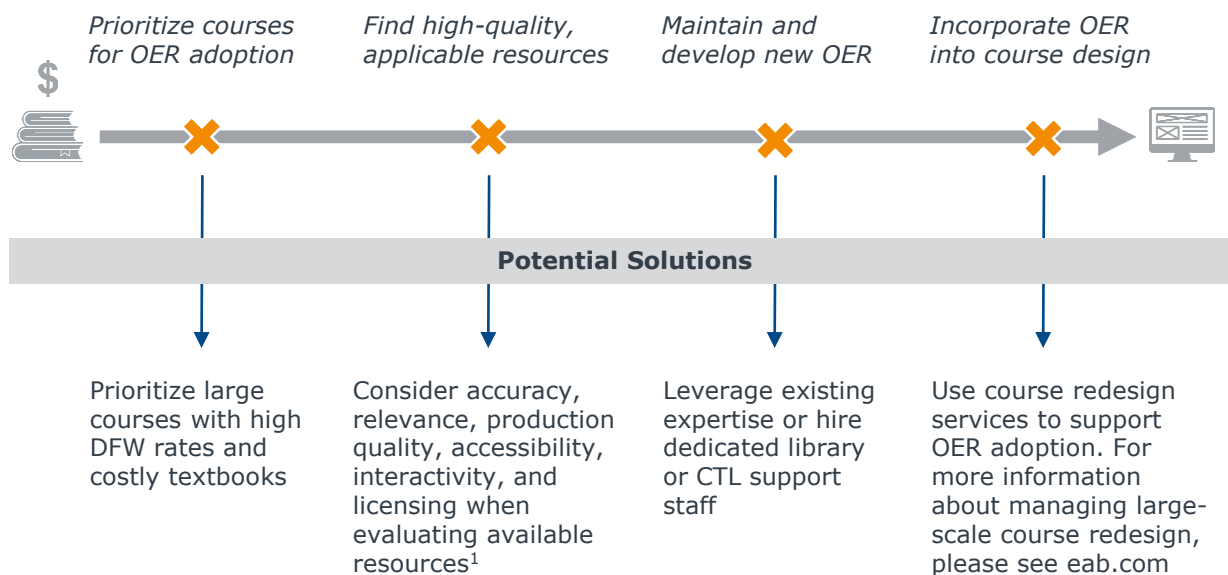 Prioritize courses
for OER adoption
Find high-quality,
applicable resources
Maintain and
develop new OER
Incorporate OER
into course design
$
Potential Solutions
Prioritize large
courses with high
DFW rates and
costly textbooks
Consider accuracy,
relevance, production
quality, accessibility,
interactivity, and
licensing when
evaluating available
resources¹
Leverage existing
expertise or hire
dedicated library
or CTL support
staff
Use course redesign
services to support
OER adoption. For
more information
about managing large-
scale course redesign,
please see eab.com